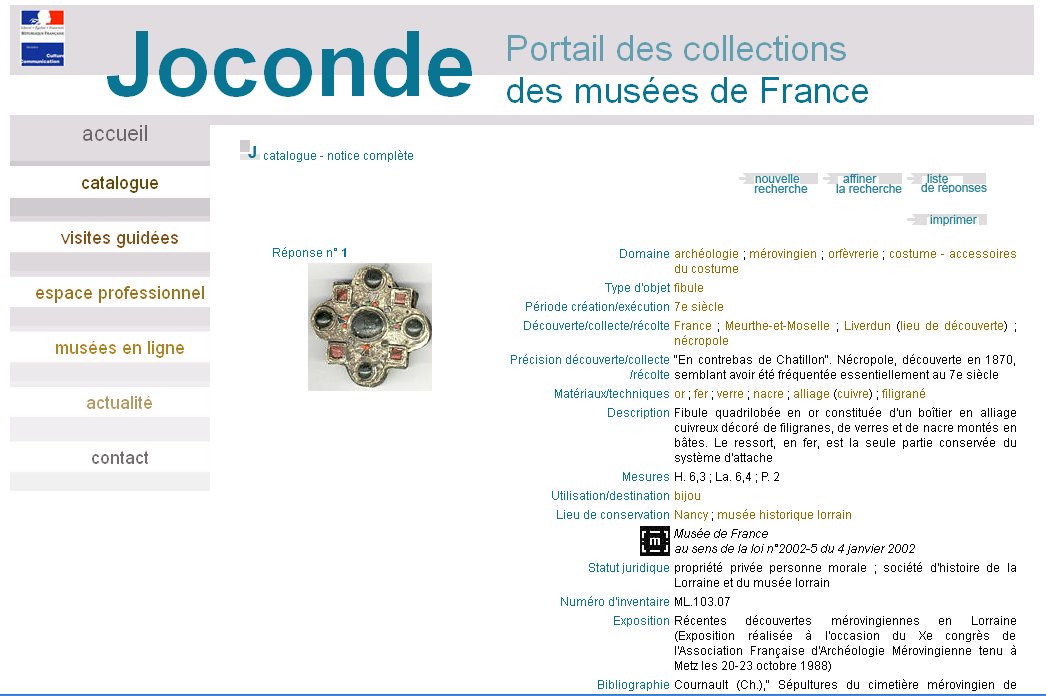 Liberté • Égalité • Fraternité
RÉPUBLIQUE FRANÇAISE
Culture
Communication
Joconde
Portail des collections
des musées de France
accueil
catalogue
visites guidées
espace professionnel
musées en ligne
actualité
contact
J catalogue - notice complète
nouvelle recherche
affiner la recherche
liste de réponses
imprimer
Réponse n° 1
Domaine archéologie ; mérovingien ; orfèvrerie ; costume - accessoires
du costume
Type d'objet fibule
Période création/exécution 7e siècle
Découverte/collecte/récolte France ; Meurthe-et-Moselle ; Liverdun (lieu de découverte) ;
nécropole
Précision découverte/collecte "En contrebas de Chatillon". Nécropole, découverte en 1870,
/récolte semblant avoir été fréquentée essentiellement au 7e siècle
Matériaux/techniques or ; fer ; verre ; nacre ; alliage (cuivre) ; filigrané
Description Fibule quadrilobée en or constituée d'un boîtier en alliage
cuivreux décoré de filigranes, de verres et de nacre montés en
bâtes. Le ressort, en fer, est la seule partie conservée du
système d'attache
Mesures H. 6,3 ; La. 6,4 ; P. 2
Utilisation/destination bijou
Lieu de conservation Nancy ; musée historique lorrain
m Musée de France
au sens de la loi n°2002-5 du 4 janvier 2002
Statut juridique propriété privée personne morale ; société d'histoire de la
Lorraine et du musée lorrain
Numéro d'inventaire ML.103.07
Exposition Récentes découvertes mérovingiennes en Lorraine
(Exposition réalisée à l'occasion du Xe congrès de
l'Association Française d'Archéologie Mérovingienne tenu à
Metz les 20-23 octobre 1988)
Bibliographie Cournault (Ch.)," Sépultures du cimetière mérovingien de